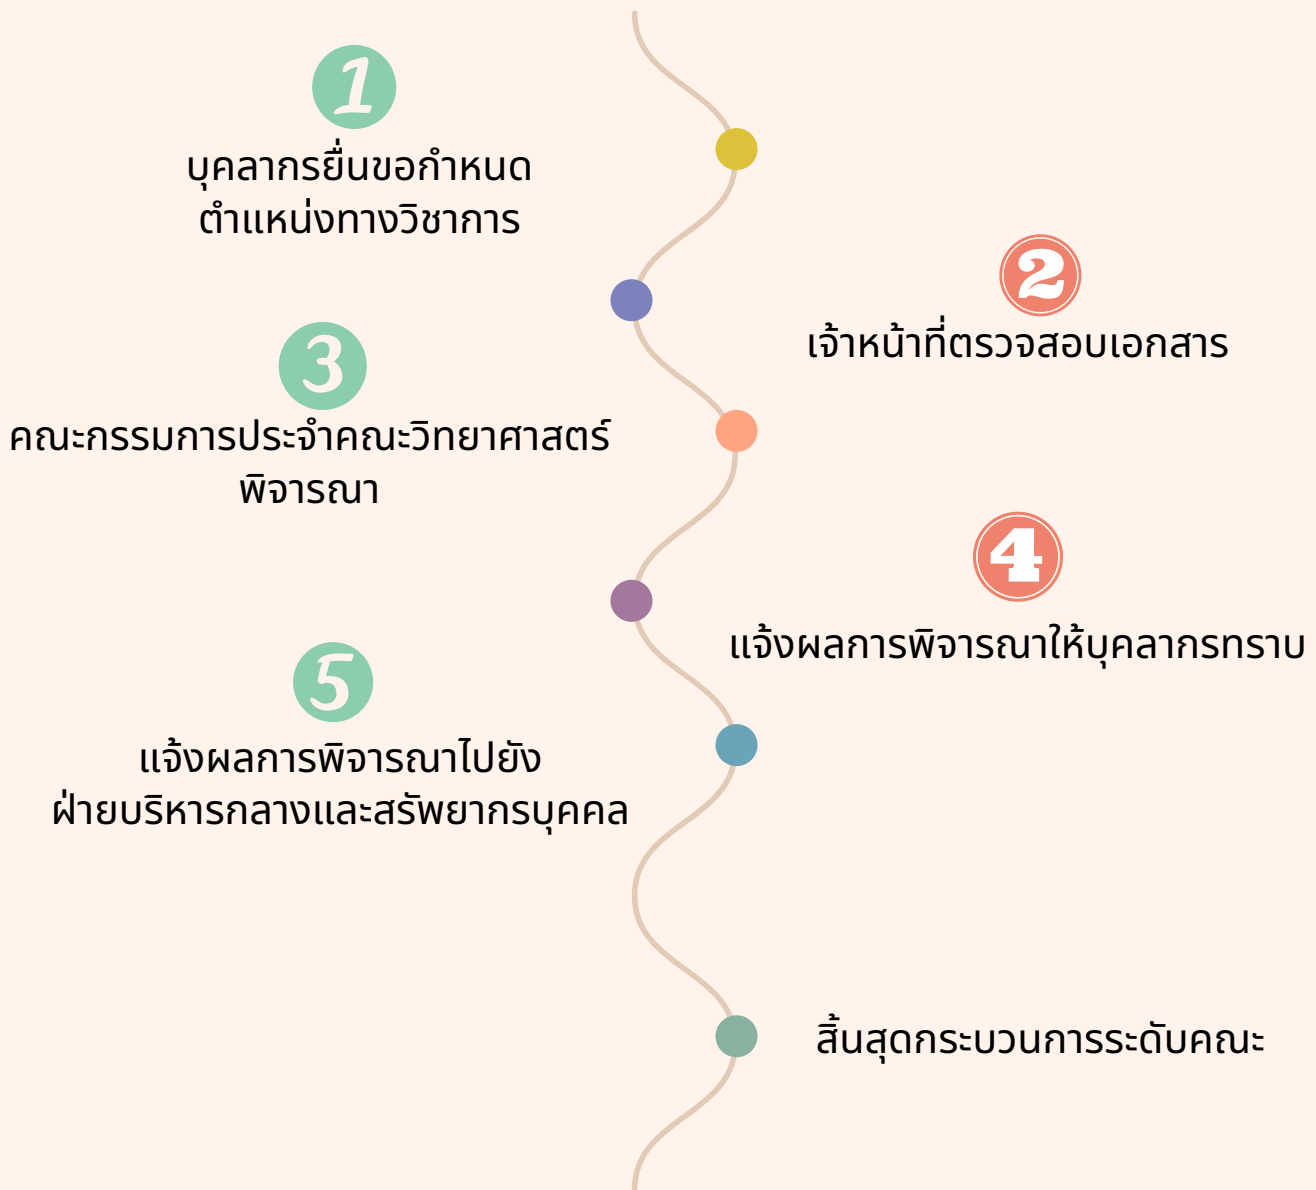 1
บุคลากรยื่นขอกำหนด
ตำแหน่งทางวิชาการ
2
เจ้าหน้าที่ตรวจสอบเอกสาร
3
คณะกรรมการประจำคณะวิทยาศาสตร์
พิจารณา
4
แจ้งผลการพิจารณาให้บุคลากรทราบ
5
แจ้งผลการพิจารณาไปยัง
ฝ่ายบริหารกลางและสรัพยากรบุคคล
สิ้นสุดกระบวนการระดับคณะ